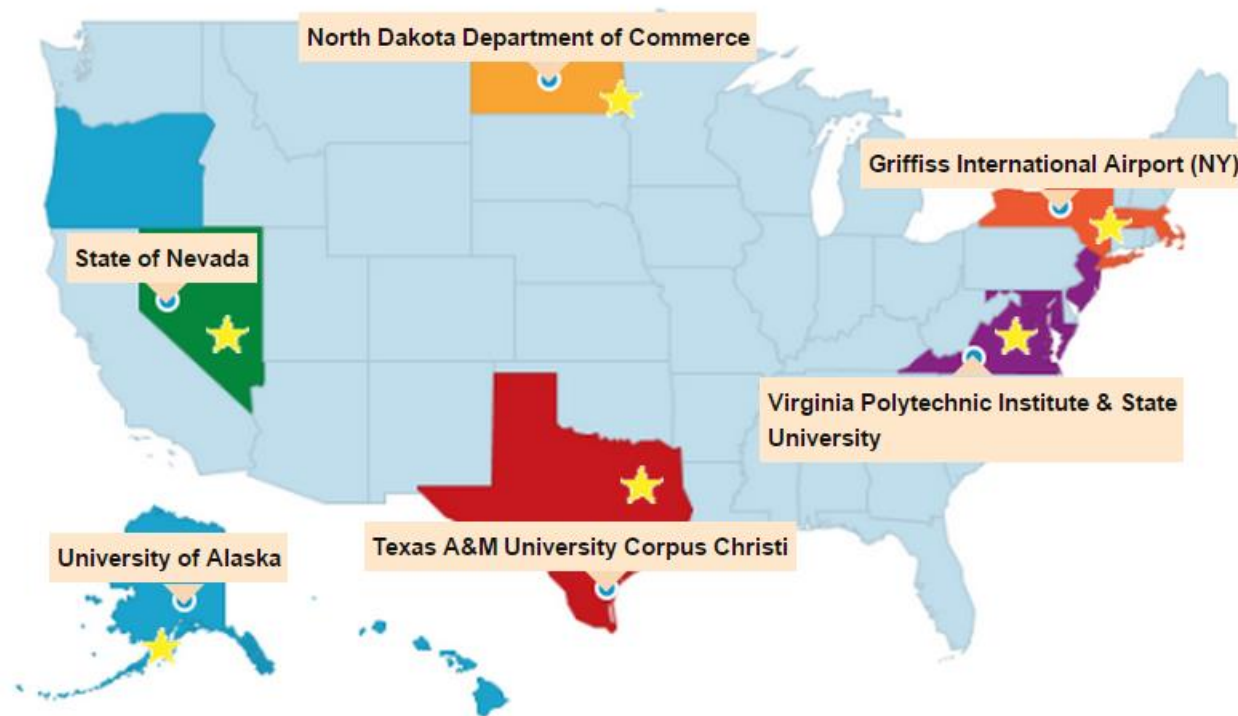 North Dakota Department of Commerce
Griffiss International Airport (NY)
State of Nevada
Virginia Polytechnic Institute & State
University
Texas A&M University Corpus Christi
University of Alaska